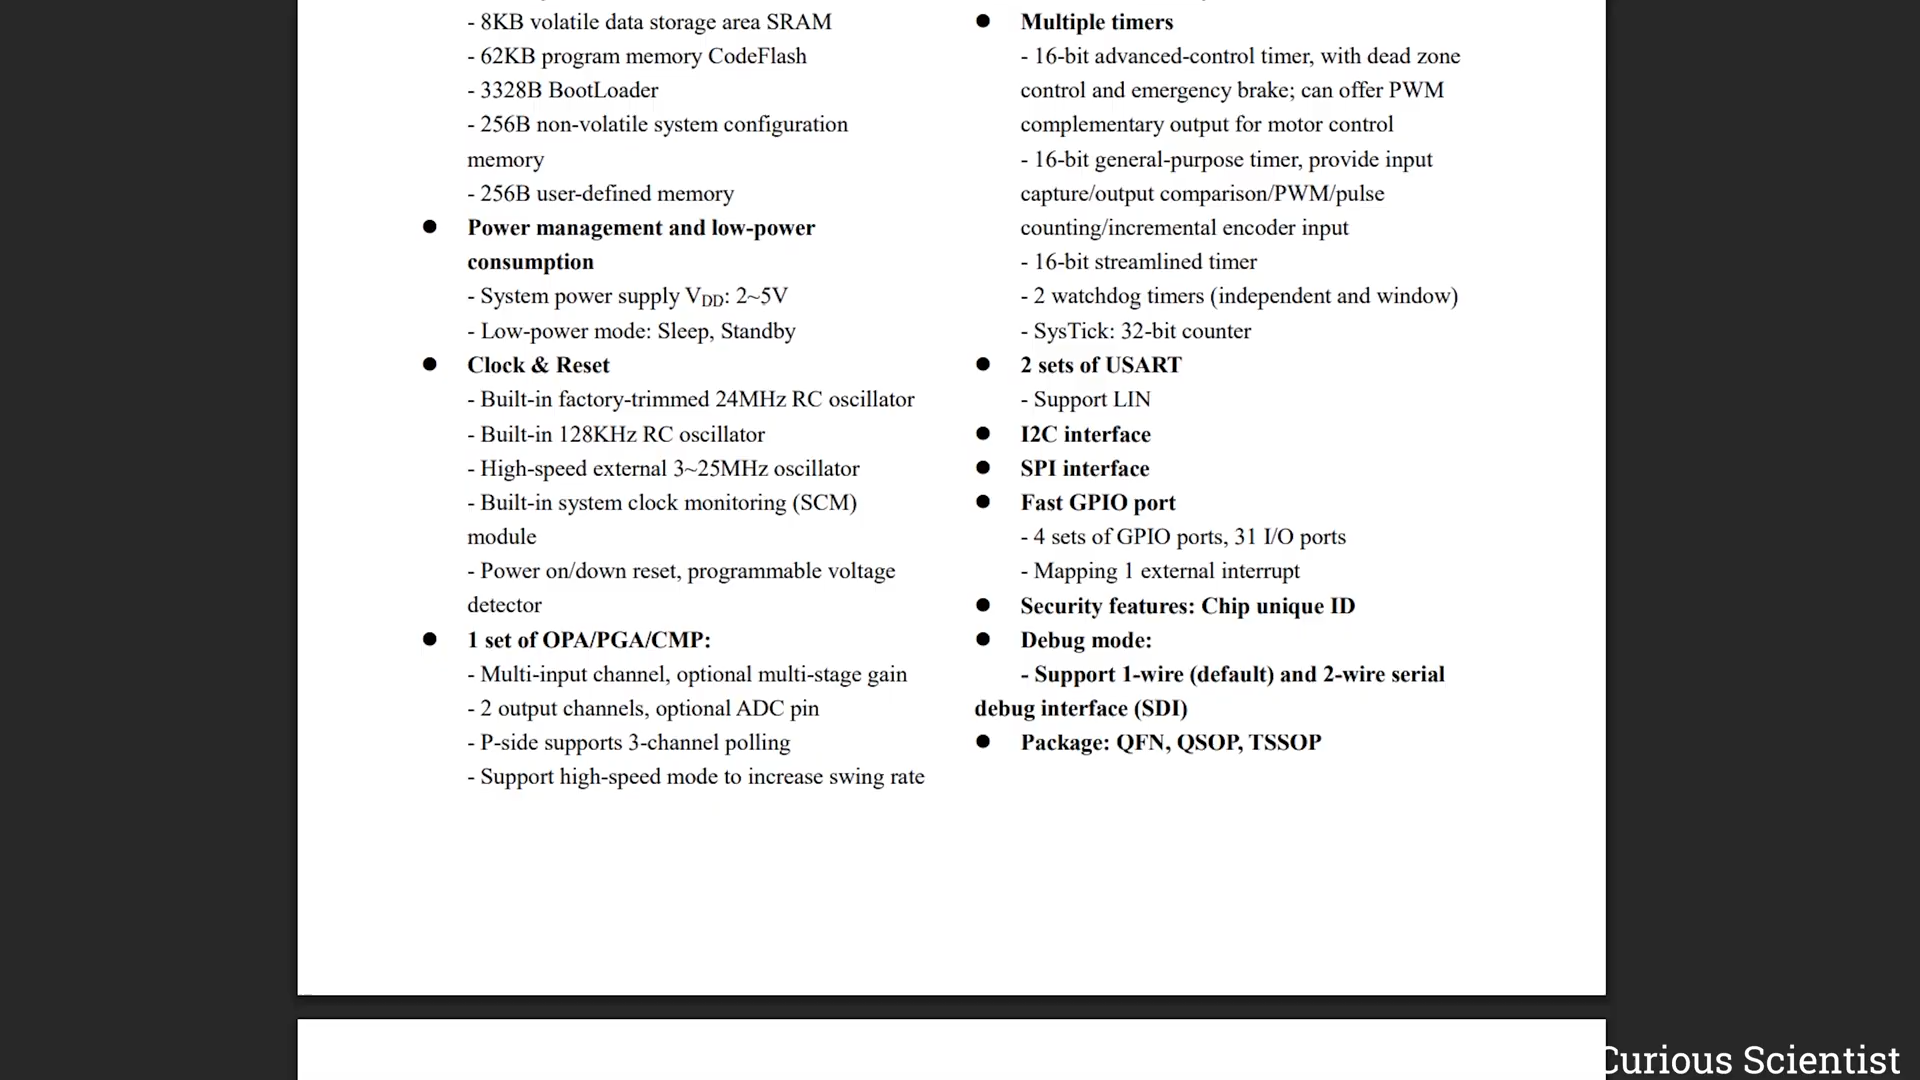 - 8KB volatile data storage area SRAM
- 62KB program memory CodeFlash
- 3328B BootLoader
- 256B non-volatile system configuration
memory
- 256B user-defined memory
● Power management and low-power
consumption
- System power supply VDD: 2~5V
- Low-power mode: Sleep, Standby
● Clock & Reset
- Built-in factory-trimmed 24MHz RC oscillator
- Built-in 128KHz RC oscillator
- High-speed external 3~25MHz oscillator
- Built-in system clock monitoring (SCM)
module
- Power on/down reset, programmable voltage
detector
● 1 set of OPA/PGA/CMP:
- Multi-input channel, optional multi-stage gain
- 2 output channels, optional ADC pin
- P-side supports 3-channel polling
- Support high-speed mode to increase swing rate
● Multiple timers
- 16-bit advanced-control timer, with dead zone
control and emergency brake; can offer PWM
complementary output for motor control
- 16-bit general-purpose timer, provide input
capture/output comparison/PWM/pulse
counting/incremental encoder input
- 16-bit streamlined timer
- 2 watchdog timers (independent and window)
- SysTick: 32-bit counter
● 2 sets of USART
- Support LIN
● I2C interface
● SPI interface
● Fast GPIO port
- 4 sets of GPIO ports, 31 I/O ports
- Mapping 1 external interrupt
● Security features: Chip unique ID
● Debug mode:
- Support 1-wire (default) and 2-wire serial
debug interface (SDI)
● Package: QFN, QSOP, TSSOP
Curious Scientist